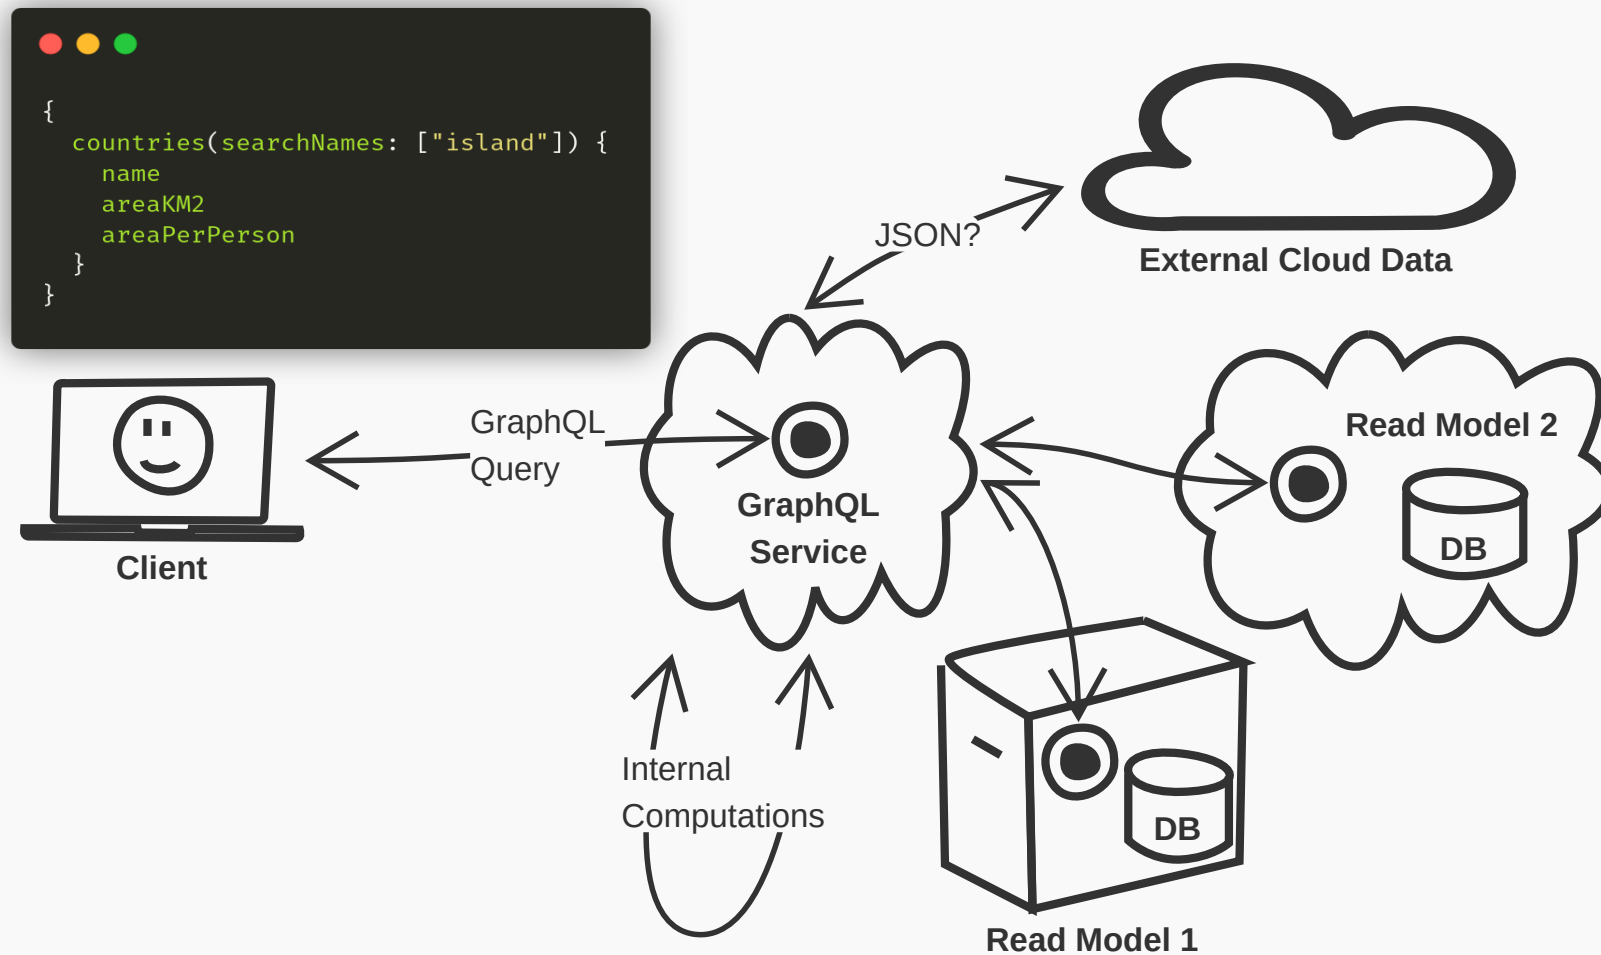 {
  countries(searchNames: ["island"]) {
    name
    areaKM2
    areaPerPerson
  }
}
JSON?
External Cloud Data
GraphQL
Query
Client
GraphQL
Service
Read Model 2
DB
Internal
Computations
DB
Read Model 1